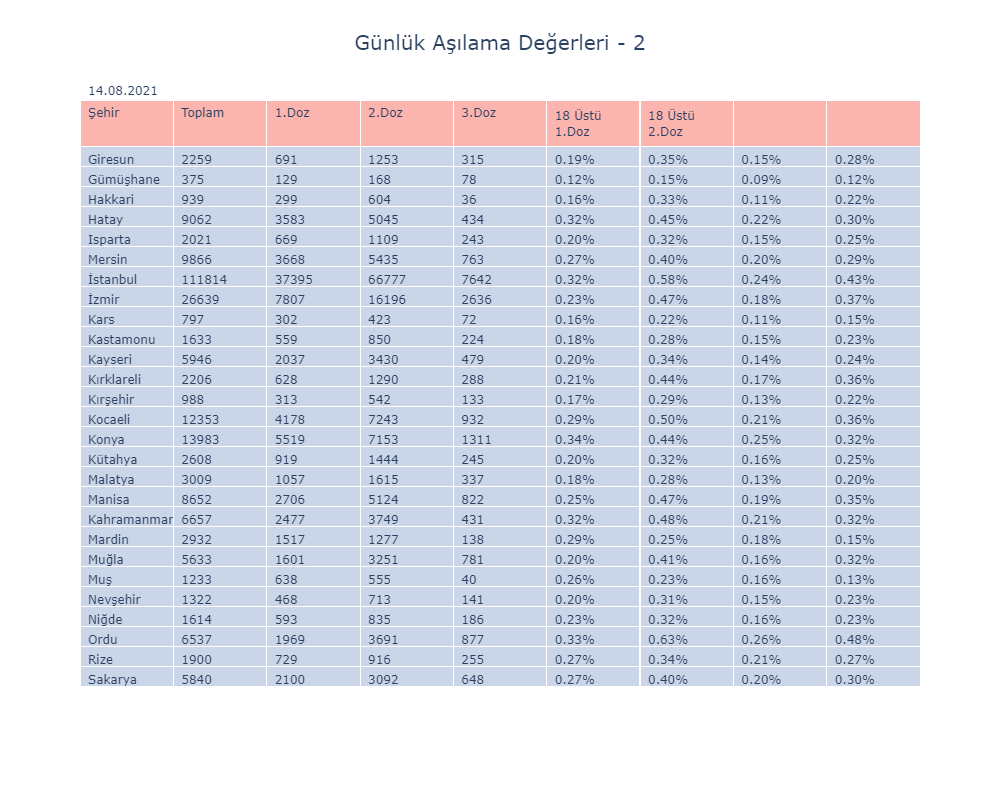 Günlük Aşılama Değerleri - 2
14.08.2021
Şehir Toplam 1.Doz 2.Doz 3.Doz 18 Üstü 1.Doz 18 Üstü 2.Doz
Giresun 2259 691 1253 315 0.19% 0.35% 0.15% 0.28%
Gümüşhane 375 129 168 78 0.12% 0.15% 0.09% 0.12%
Hakkari 939 299 604 36 0.16% 0.33% 0.11% 0.22%
Hatay 9062 3583 5045 434 0.32% 0.45% 0.22% 0.30%
Isparta 2021 669 1109 243 0.20% 0.32% 0.15% 0.25%
Mersin 9866 3668 5435 763 0.27% 0.40% 0.20% 0.29%
İstanbul 111814 37395 66777 7642 0.32% 0.58% 0.24% 0.43%
İzmir 26639 7807 16196 2636 0.23% 0.47% 0.18% 0.37%
Kars 797 302 423 72 0.16% 0.22% 0.11% 0.15%
Kastamonu 1633 559 850 224 0.18% 0.28% 0.15% 0.23%
Kayseri 5946 2037 3430 479 0.20% 0.34% 0.14% 0.24%
Kırklareli 2206 628 1290 288 0.21% 0.44% 0.17% 0.36%
Kırşehir 988 313 542 133 0.17% 0.29% 0.13% 0.22%
Kocaeli 12353 4178 7243 932 0.29% 0.50% 0.21% 0.36%
Konya 13983 5519 7153 1311 0.34% 0.44% 0.25% 0.32%
Kütahya 2608 919 1444 245 0.20% 0.32% 0.16% 0.25%
Malatya 3009 1057 1615 337 0.18% 0.28% 0.13% 0.20%
Manisa 8652 2706 5124 822 0.25% 0.47% 0.19% 0.35%
Kahramanmar 6657 2477 3749 431 0.32% 0.48% 0.21% 0.32%
Mardin 2932 1517 1277 138 0.29% 0.25% 0.18% 0.15%
Muğla 5633 1601 3251 781 0.20% 0.41% 0.16% 0.32%
Muş 1233 638 555 40 0.26% 0.23% 0.16% 0.13%
Nevşehir 1322 468 713 141 0.20% 0.31% 0.15% 0.23%
Niğde 1614 593 835 186 0.23% 0.32% 0.16% 0.23%
Ordu 6537 1969 3691 877 0.33% 0.63% 0.26% 0.48%
Rize 1900 729 916 255 0.27% 0.34% 0.21% 0.27%
Sakarya 5840 2100 3092 648 0.27% 0.40% 0.20% 0.30%